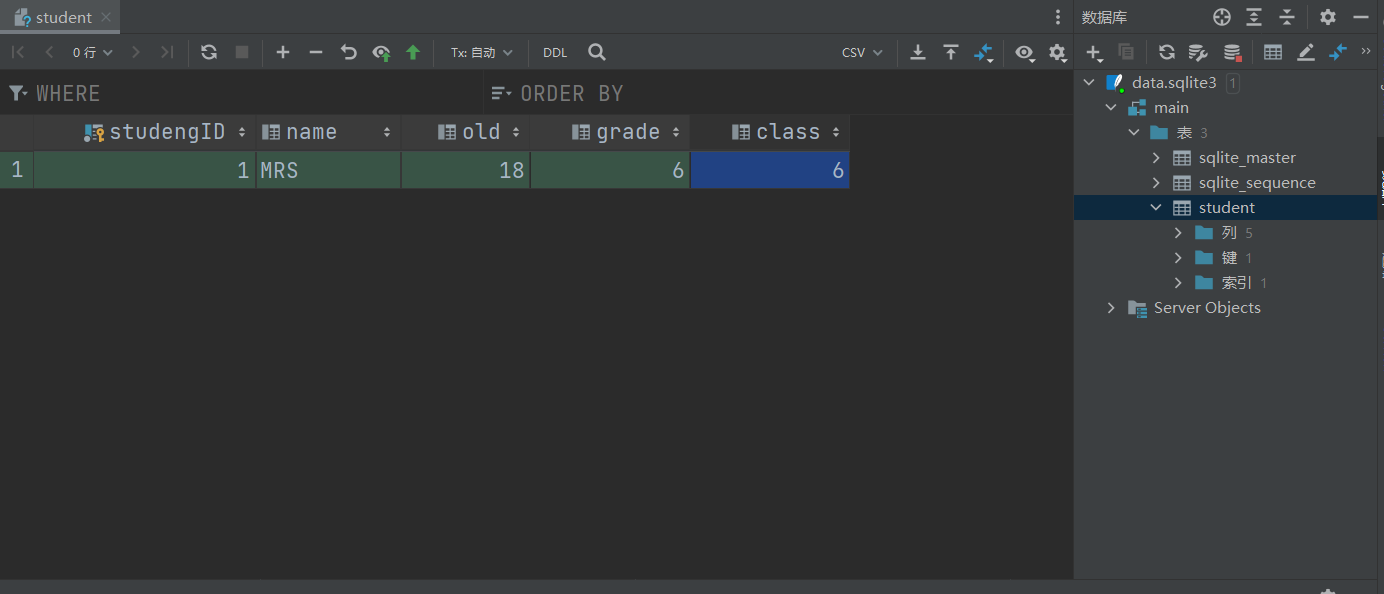 student
数据库
0 行
Tx: 自动
DDL
CSV
WHERE
ORDER BY
studengID name old grade class
1 1 MRS 18 6 6
data.sqlite3 1
main
表 3
sqlite_master
sqlite_sequence
student
列 5
键 1
索引 1
Server Objects